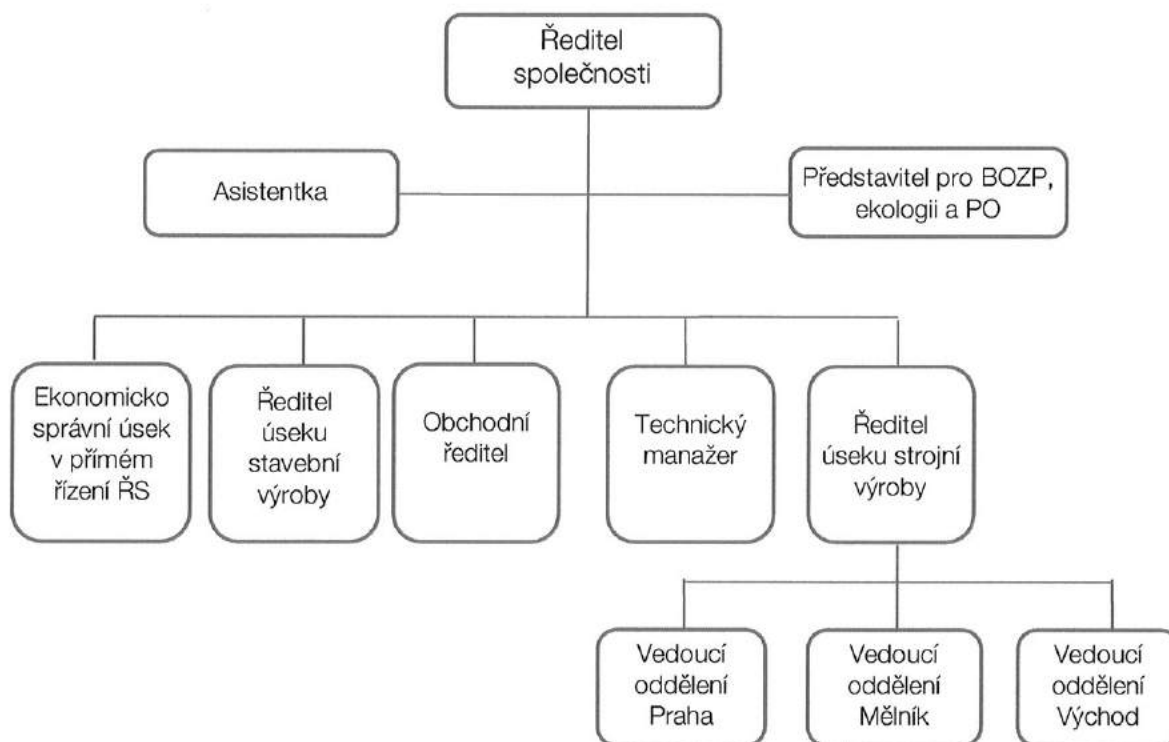 Ředitel
společnosti
Asistentka
Představitel pro BOZP,
ekologii a PO
Ekonomicko
správní úsek
v přímém
řízení ŘS
Ředitel
úseku
stavební
výroby
Obchodní
ředitel
Technický
manažer
Ředitel
úseku strojní
výroby
Vedoucí
oddělení
Praha
Vedoucí
oddělení
Mělník
Vedoucí
oddělení
Východ